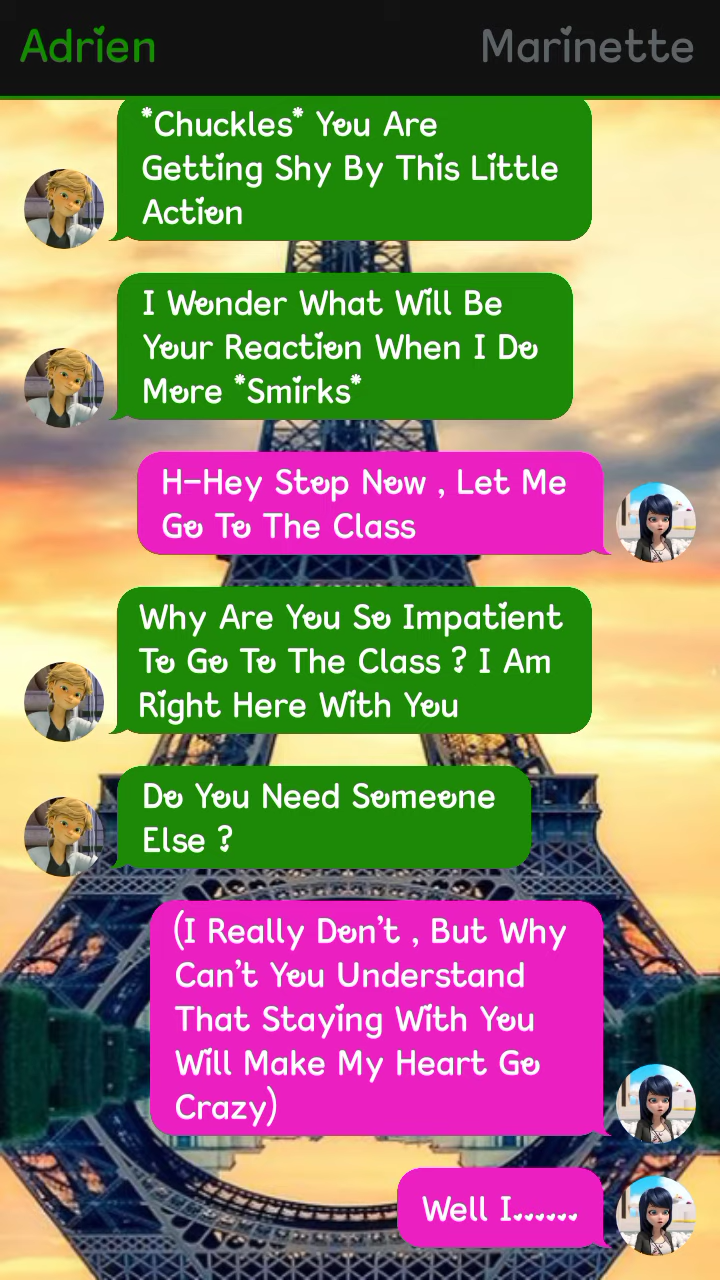 Adrien
Marinette
*Chuckles* You Are
Getting Shy By This Little
Action
I Wonder What Will Be
Your Reaction When I Do
More *Smirks*
H-Hey Stop Now , Let Me
Go To The Class
Why Are You So Impatient
To Go To The Class ? I Am
Right Here With You
Do You Need Someone
Else ?
(I Really Don't , But Why
Can't You Understand
That Staying With You
Will Make My Heart Go
Crazy)
Well I......